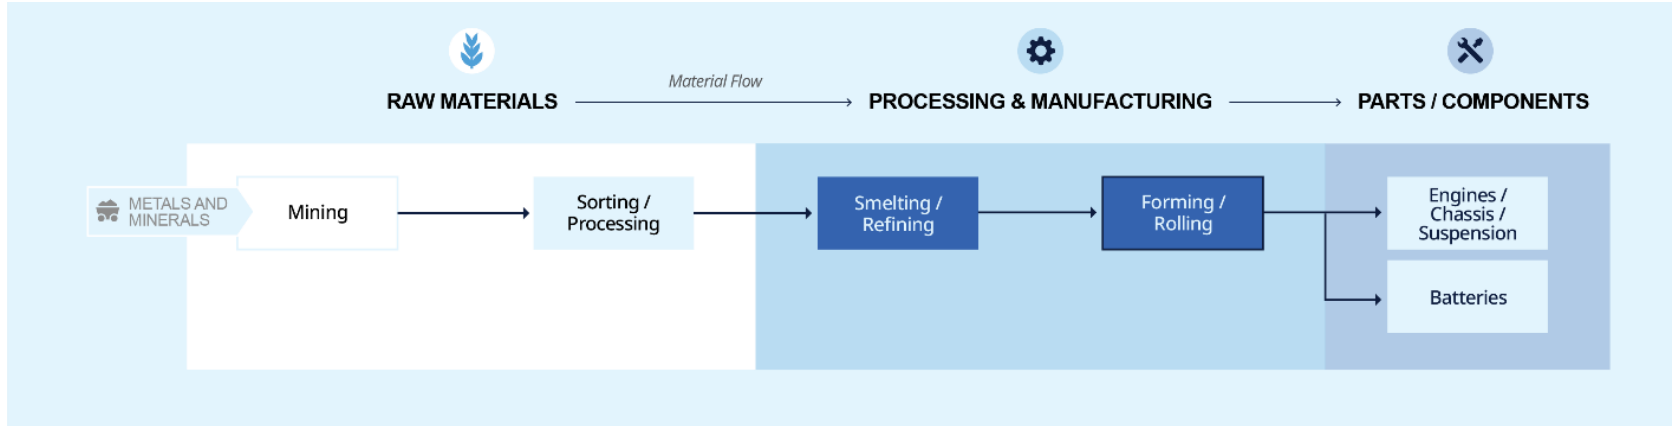 Material Flow
RAW MATERIALS
PROCESSING & MANUFACTURING
PARTS / COMPONENTS
METALS AND
MINERALS
Mining
Sorting /
Processing
Smelting /
Refining
Forming /
Rolling
Engines /
Chassis /
Suspension
Batteries